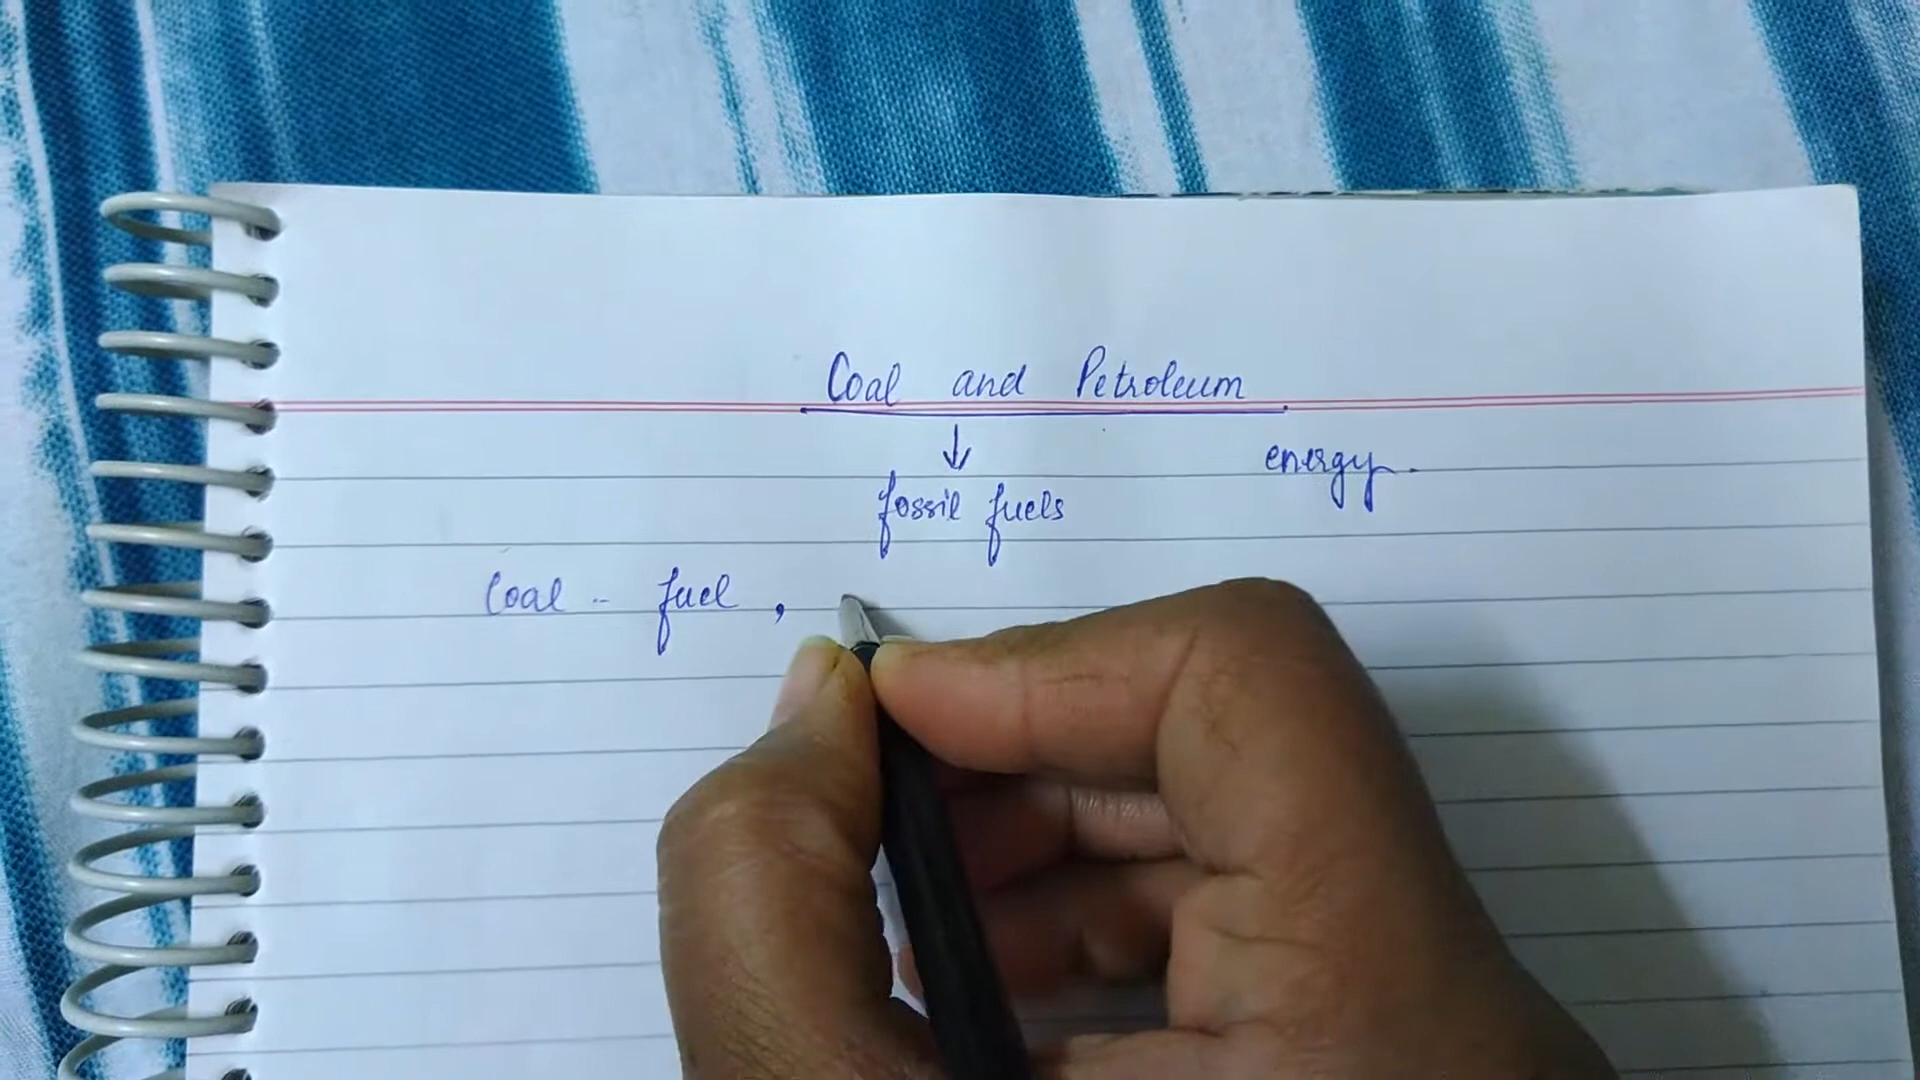 Coal and Petroleum
↓
energy.
fossil fuels
Coal - fuel ,